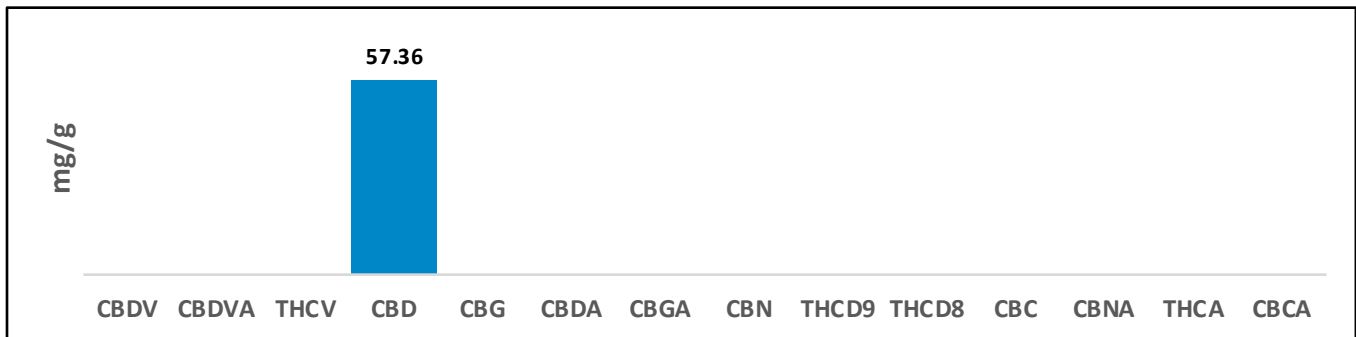 57.36
mg/g
CBDV CBDVA THCV CBD CBG CBDA CBGA CBN THCD9 THCD8 CBC CBNA THCA CBCA